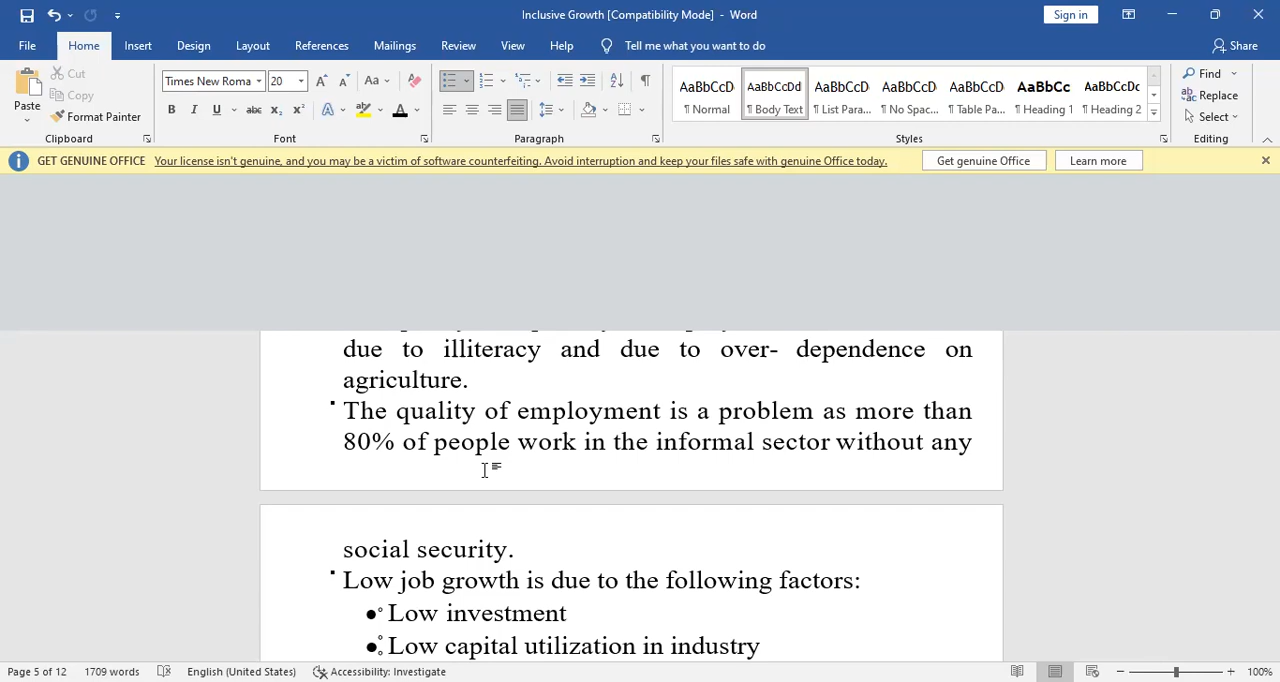 Inclusive Growth [Compatibility Mode] - Word
Sign in
File Home Insert Design Layout References Mailings Review View Help Tell me what you want to do Share
Paste
Cut
Copy
Format Painter
Clipboard
Times New Roma 20
Aa
B I U abc X₂ X² A A
Font
Paragraph
AaBbCcD AaBbCcDd AaBbCcDd AaBbCcDd AaBbCcDd AaBbCc AaBbCcDc
¶ Normal ¶ Body Text ¶ List Para... ¶ No Spac... ¶ Table Pa... ¶ Heading 1 ¶ Heading 2
Styles
Find
Replace
Select
Editing
GET GENUINE OFFICE Your license isn't genuine, and you may be a victim of software counterfeiting. Avoid interruption and keep your files safe with genuine Office today. Get genuine Office Learn more
due to illiteracy and due to over- dependence on
agriculture.
The quality of employment is a problem as more than
80% of people work in the informal sector without any
social security.
Low job growth is due to the following factors:
Low investment
Low capital utilization in industry
Page 5 of 12 1709 words English (United States) Accessibility: Investigate 100%